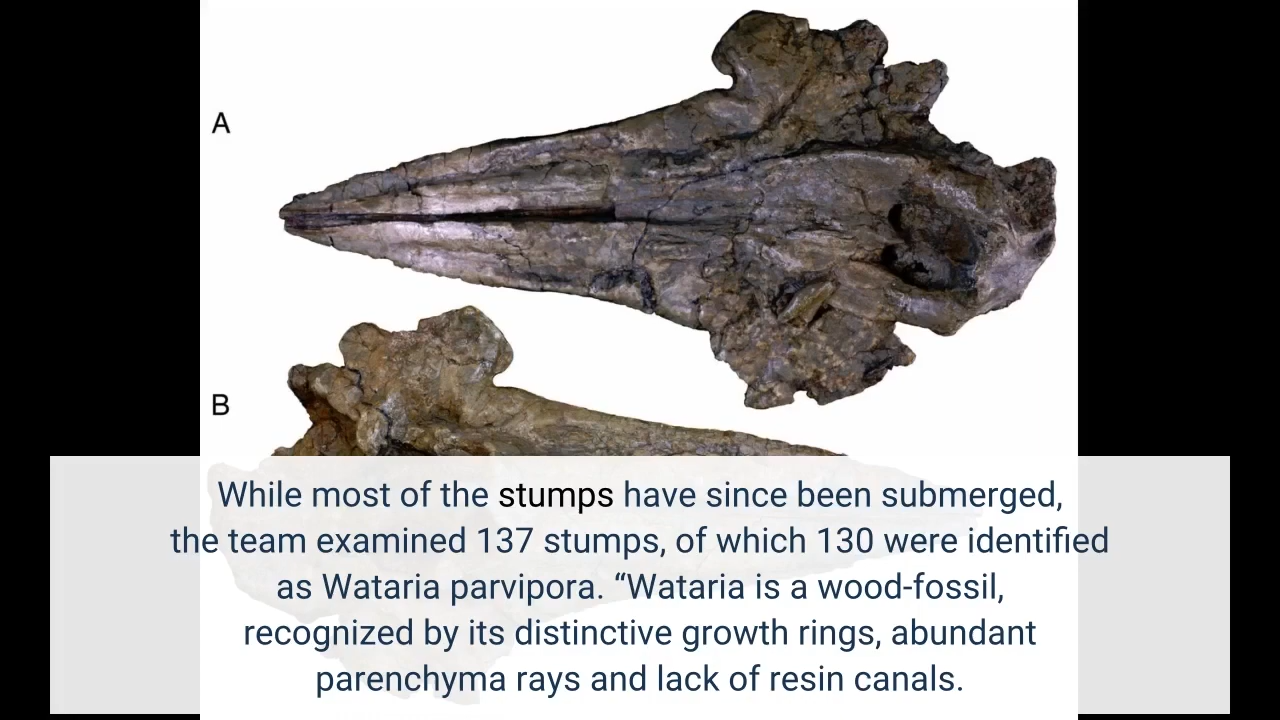 A
B
While most of the stumps have since been submerged,
the team examined 137 stumps, of which 130 were identified
as Wataria parvipora. “Wataria is a wood-fossil,
recognized by its distinctive growth rings, abundant
parenchyma rays and lack of resin canals.